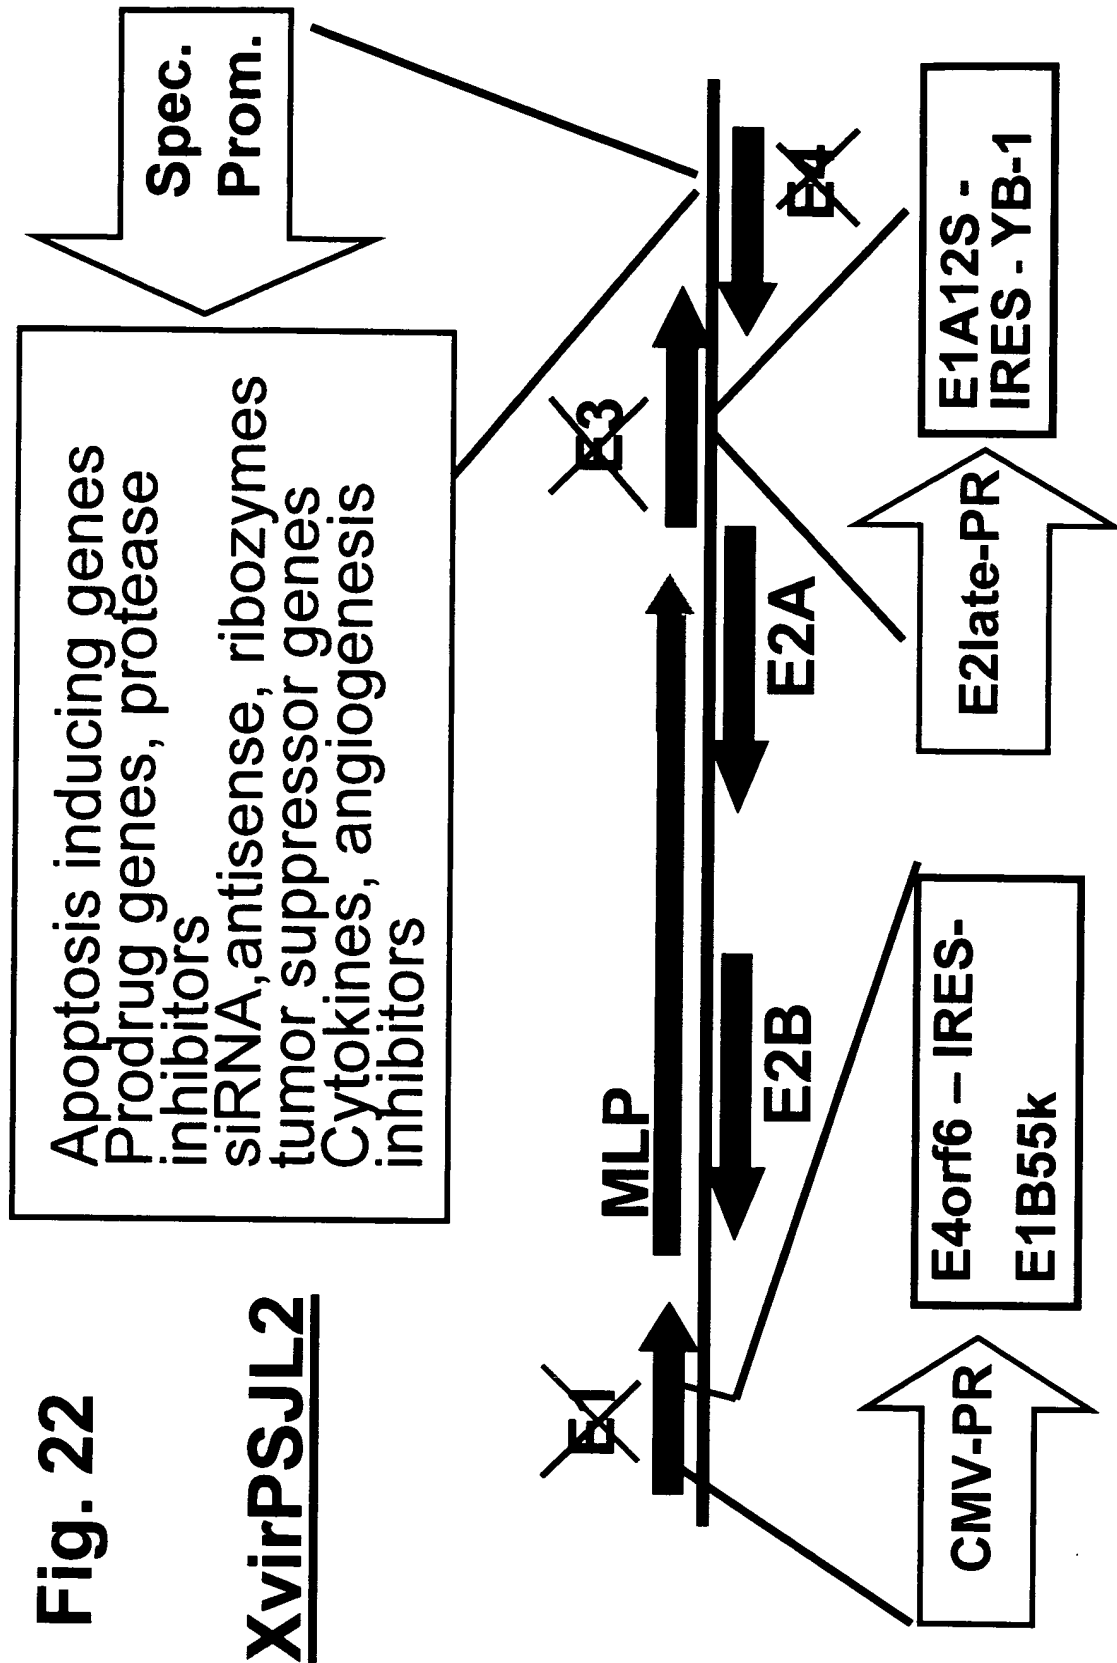 Fig. 22
XvirPSJL2
Apoptosis inducing genes
Prodrug genes, protease
inhibitors
siRNA,antisense, ribozymes
tumor suppressor genes
Cytokines, angiogenesis
inhibitors
Spec.
Prom.
E1
MLP
E3
E4
E2B
E2A
CMV-PR
E4orf6 – IRES-
E1B55k
E2late-PR
E1A12S -
IRES - YB-1